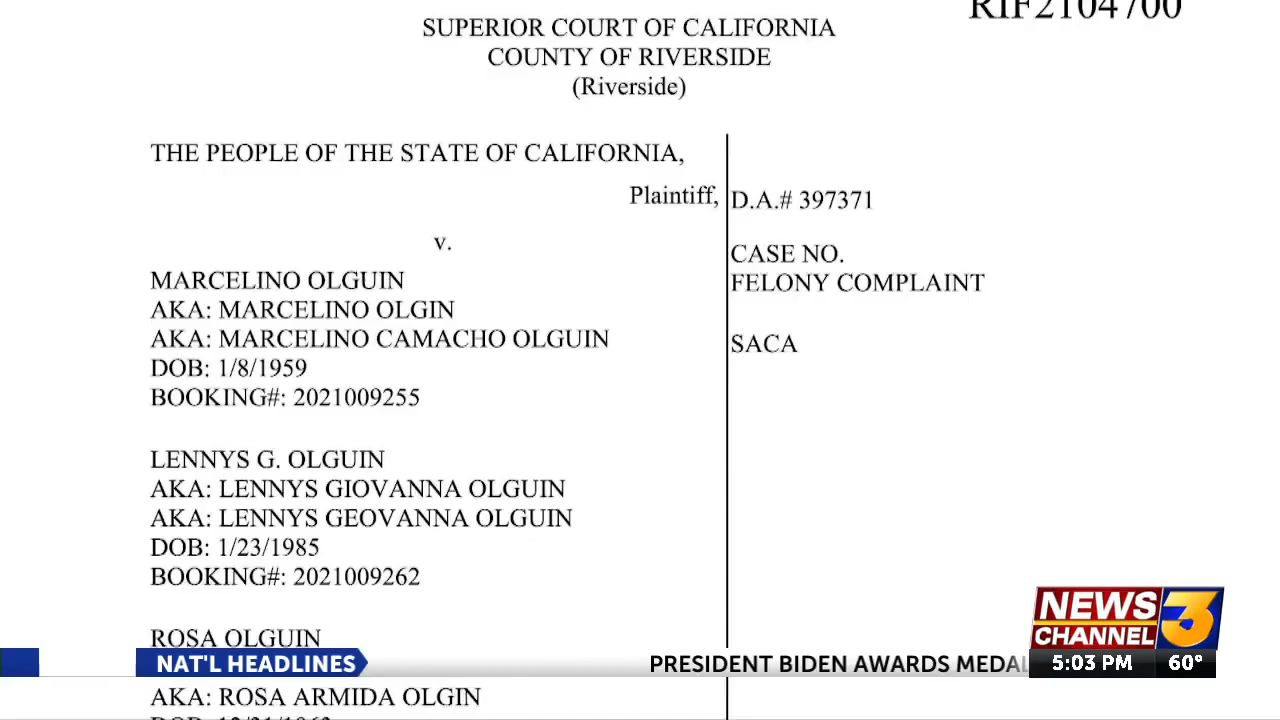 RIF2104700
SUPERIOR COURT OF CALIFORNIA
COUNTY OF RIVERSIDE
(Riverside)
THE PEOPLE OF THE STATE OF CALIFORNIA,
Plaintiff,
v.
MARCELINO OLGUIN
AKA: MARCELINO OLGIN
AKA: MARCELINO CAMACHO OLGUIN
DOB: 1/8/1959
BOOKING#: 2021009255
LENNYS G. OLGUIN
AKA: LENNYS GIOVANNA OLGUIN
AKA: LENNYS GEOVANNA OLGUIN
DOB: 1/23/1985
BOOKING#: 2021009262
ROSA OLGUIN
AKA: ROSA ARMIDA OLGIN
D.A.# 397371
CASE NO.
FELONY COMPLAINT
SACA
NEWS
CHANNEL 3
NAT'L HEADLINES
PRESIDENT BIDEN AWARDS MEDAL
5:03 PM 60°